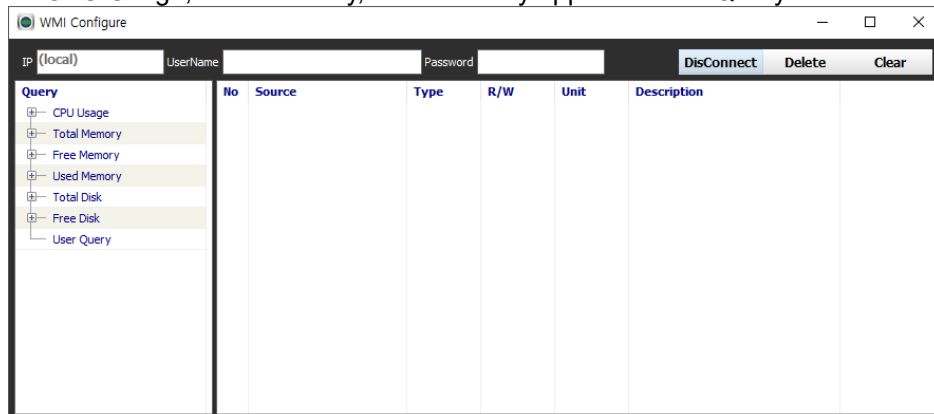 WMI Configure
IP (local) UserName Password DisConnect Delete Clear
Query No Source Type R/W Unit Description
CPU Usage
Total Memory
Free Memory
Used Memory
Total Disk
Free Disk
User Query